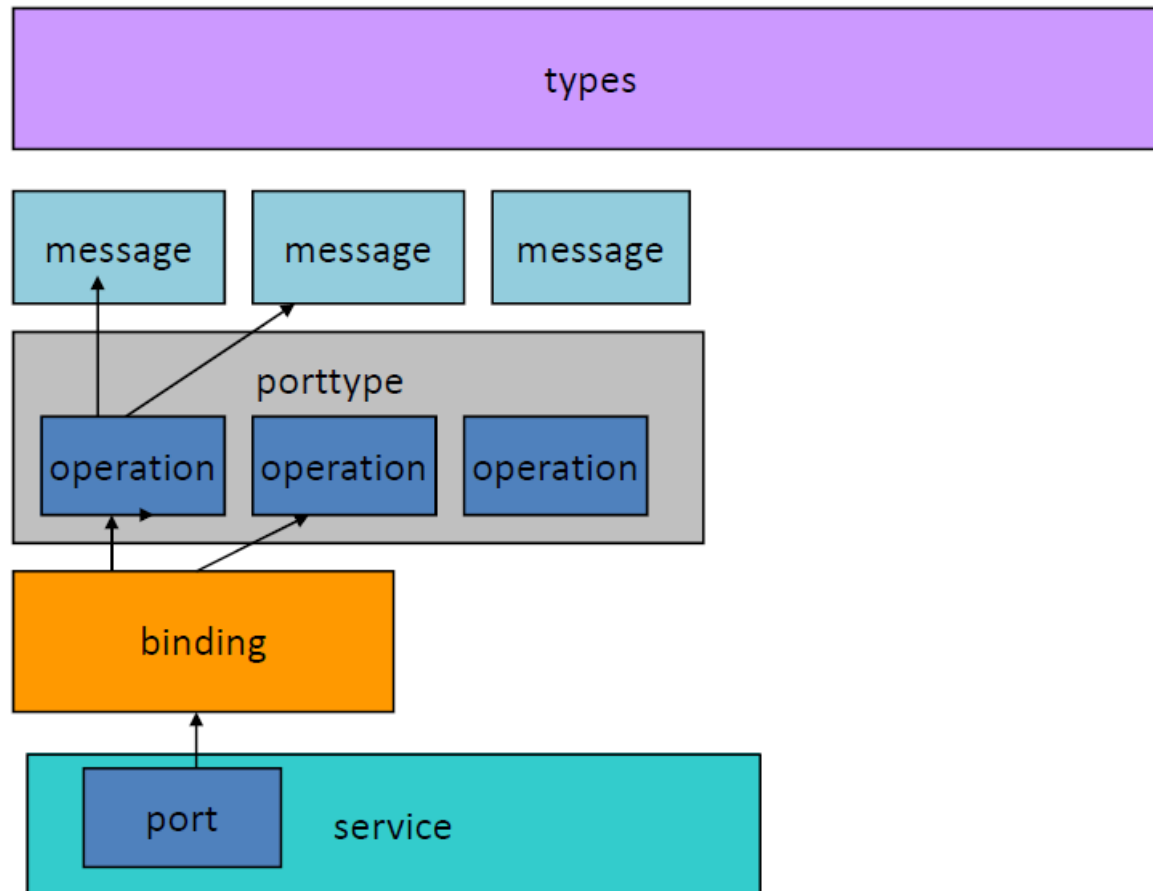 types
message
message
message
porttype
operation
operation
operation
binding
port
service